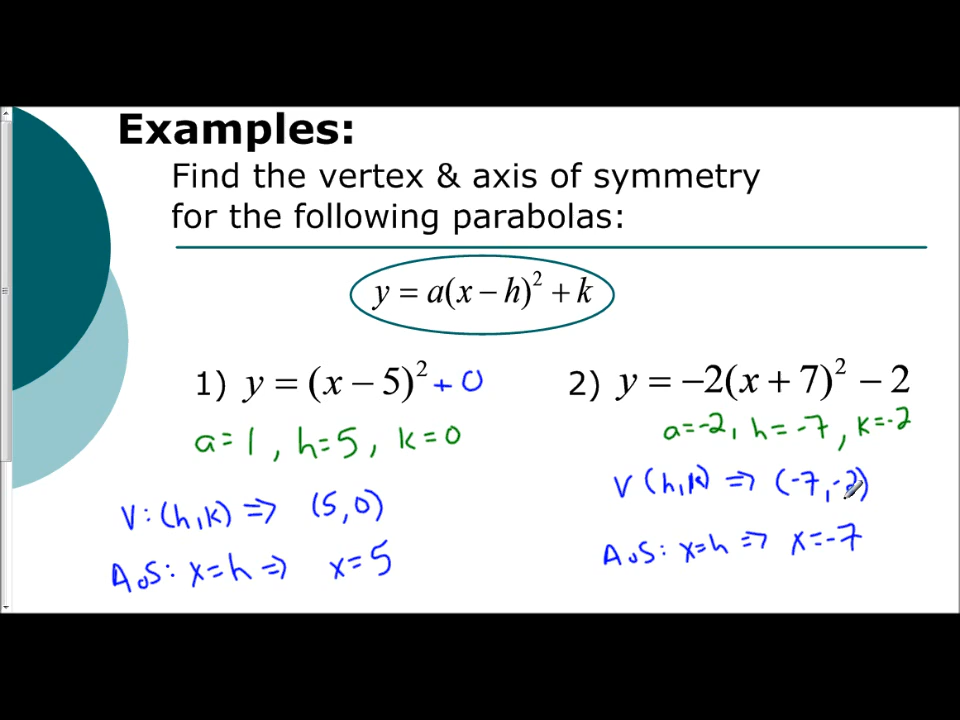 Examples:
Find the vertex & axis of symmetry
for the following parabolas:
y = a(x − h)² + k
1) y = (x − 5)² + 0
a=1, h=5, k=0
V: (h,k) ⇒ (5,0)
AoS: x=h ⇒ x=5
2) y = −2(x + 7)² − 2
a=-2, h=-7, k=-2
V (h,k) ⇒ (-7,-2)
AoS: x=h ⇒ x=-7